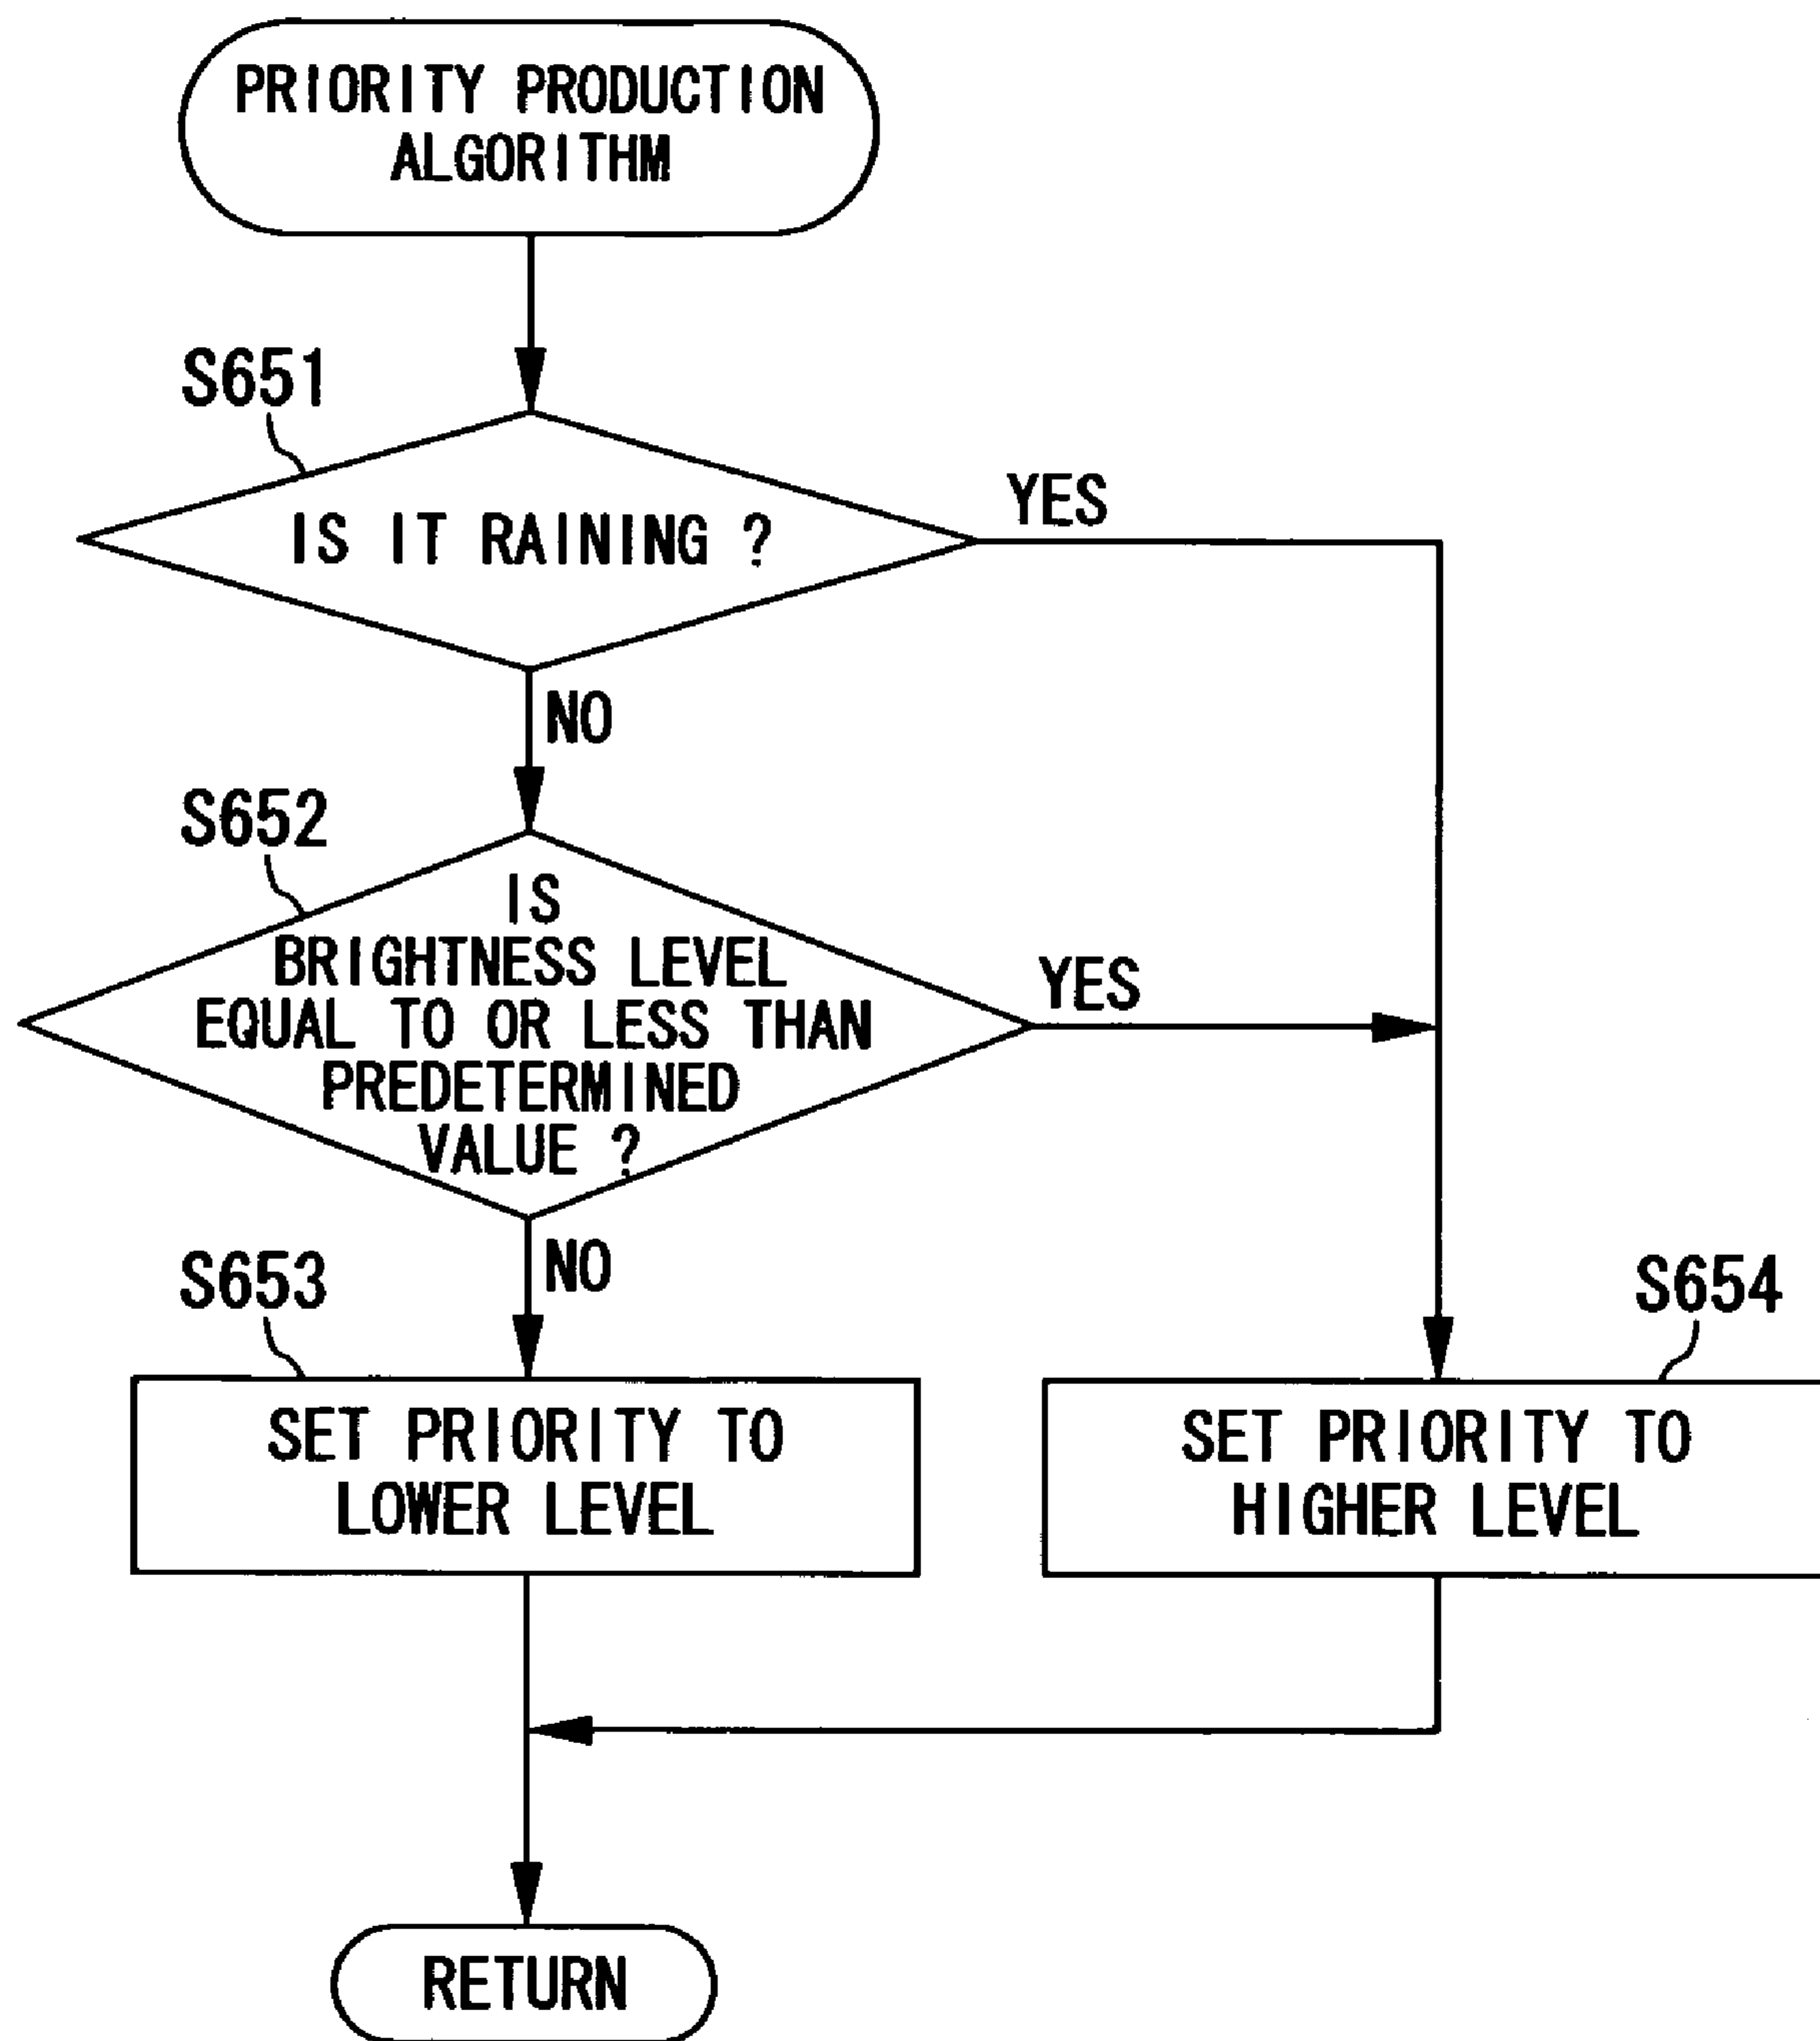 PRIORITY PRODUCTION
ALGORITHM
S651
IS IT RAINING ?
YES
NO
S652
IS
BRIGHTNESS LEVEL
EQUAL TO OR LESS THAN
PREDETERMINED
VALUE ?
YES
NO
S653
SET PRIORITY TO
LOWER LEVEL
S654
SET PRIORITY TO
HIGHER LEVEL
RETURN